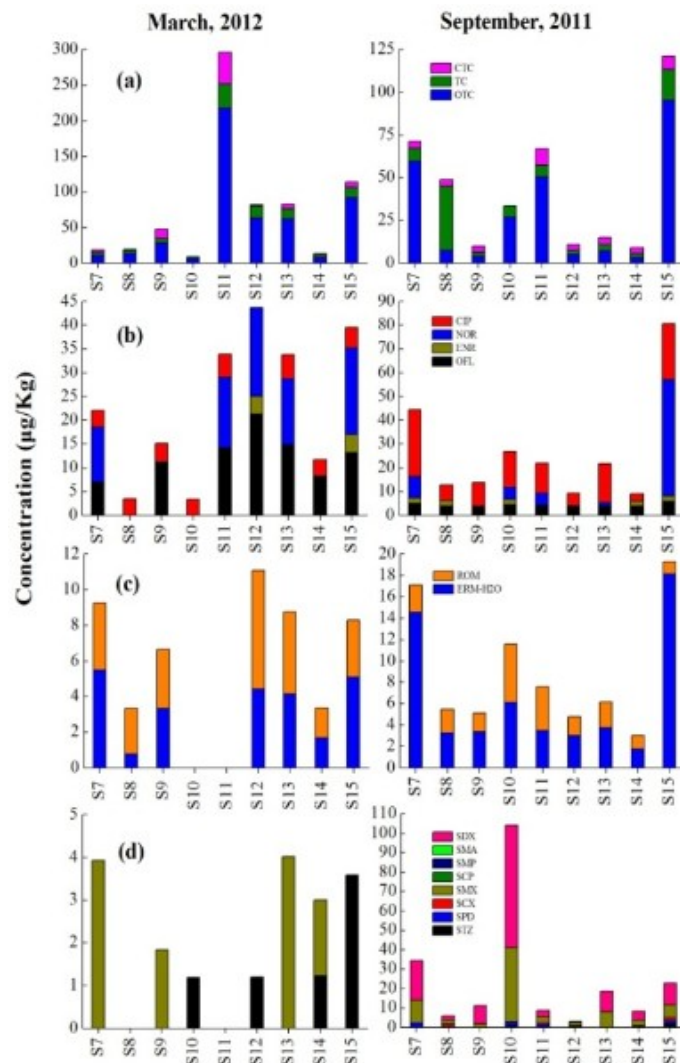 March, 2012
September, 2011
Concentration (µg/Kg)
(a)
300
250
200
150
100
50
0
S7 S8 S9 S10 S11 S12 S13 S14 S15
125
100
75
50
25
0
CTC
TC
OTC
S7 S8 S9 S10 S11 S12 S13 S14 S15
(b)
45
40
35
30
25
20
15
10
5
0
S7 S8 S9 S10 S11 S12 S13 S14 S15
90
80
70
60
50
40
30
20
10
0
CIP
NOR
ENR
OFL
S7 S8 S9 S10 S11 S12 S13 S14 S15
(c)
12
10
8
6
4
2
0
S7 S8 S9 S10 S11 S12 S13 S14 S15
20
18
16
14
12
10
8
6
4
2
0
ROM
ERM-H2O
S7 S8 S9 S10 S11 S12 S13 S14 S15
(d)
5
4
3
2
1
0
S7 S8 S9 S10 S11 S12 S13 S14 S15
110
100
90
80
70
60
50
40
30
20
10
0
SDX
SMA
SMP
SCP
SMX
SCX
SPD
STZ
S7 S8 S9 S10 S11 S12 S13 S14 S15